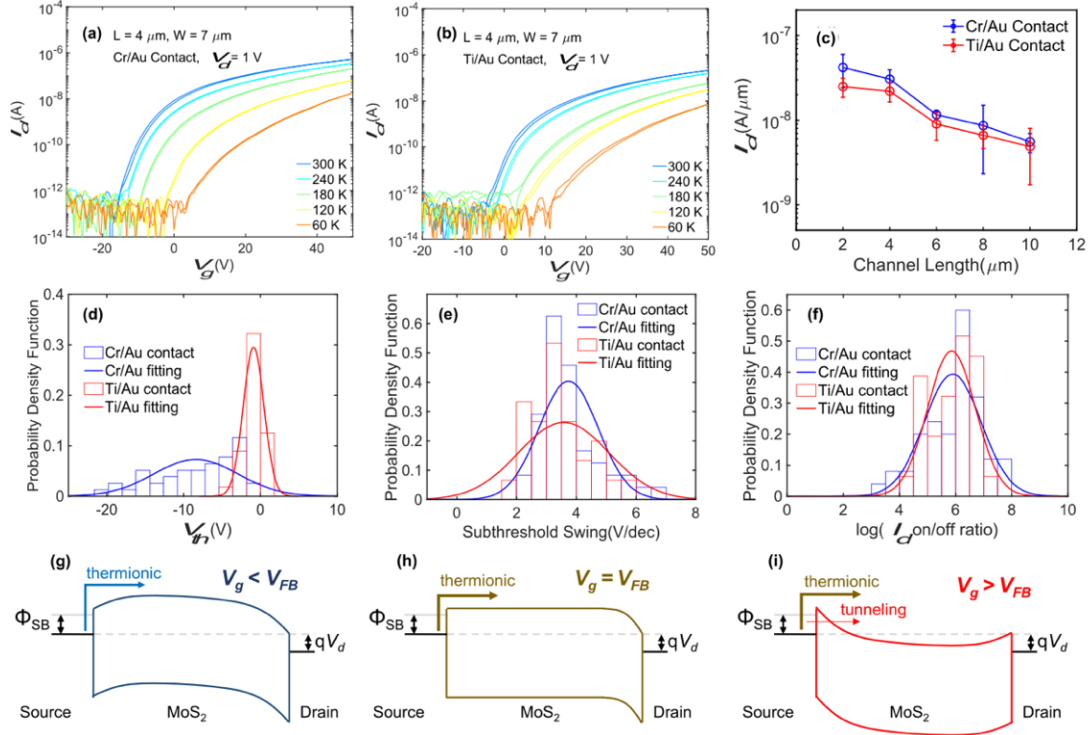 (a)
L = 4 μm, W = 7 μm
Cr/Au Contact, V_d = 1 V
I_d(A)
10^-4
10^-6
10^-8
10^-10
10^-12
10^-14
300 K
240 K
180 K
120 K
60 K
-20
0
20
40
V_g(V)
(b)
L = 4 μm, W = 7 μm
Ti/Au Contact, V_d = 1 V
I_d(A)
10^-4
10^-6
10^-8
10^-10
10^-12
10^-14
300 K
240 K
180 K
120 K
60 K
-20
-10
0
10
20
30
40
50
V_g(V)
(c)
Cr/Au Contact
Ti/Au Contact
I_d(A/μm)
10^-7
10^-8
10^-9
0
2
4
6
8
10
12
Channel Length(μm)
(d)
Cr/Au contact
Cr/Au fitting
Ti/Au contact
Ti/Au fitting
Probability Density Function
0.4
0.3
0.2
0.1
0
-20
-10
0
10
V_th(V)
(e)
Cr/Au contact
Cr/Au fitting
Ti/Au contact
Ti/Au fitting
Probability Density Function
0.6
0.5
0.4
0.3
0.2
0.1
0
0
2
4
6
8
Subthreshold Swing(V/dec)
(f)
Cr/Au contact
Cr/Au fitting
Ti/Au contact
Ti/Au fitting
Probability Density Function
0.6
0.5
0.4
0.3
0.2
0.1
0
0
2
4
6
8
10
log( I_d on/off ratio)
(g)
thermionic
V_g < V_FB
Φ_SB
qV_d
Source
MoS₂
Drain
(h)
thermionic
V_g = V_FB
Φ_SB
qV_d
Source
MoS₂
Drain
(i)
thermionic
V_g > V_FB
tunneling
Φ_SB
qV_d
Source
MoS₂
Drain